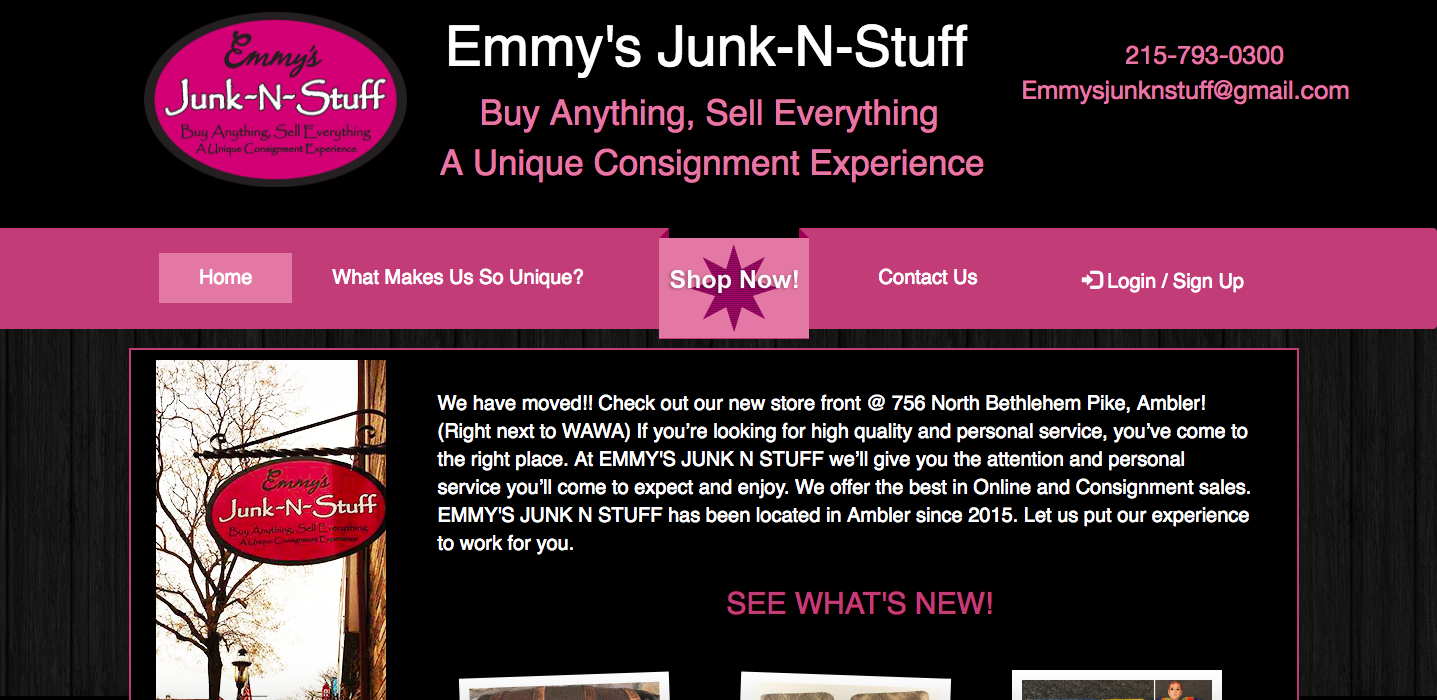 Emmy's
Junk-N-Stuff
Buy Anything, Sell Everything
A Unique Consignment Experience
Emmy's Junk-N-Stuff
Buy Anything, Sell Everything
A Unique Consignment Experience
215-793-0300
Emmysjunknstuff@gmail.com
Home
What Makes Us So Unique?
Shop Now!
Contact Us
Login / Sign Up
Emmy's
Junk-N-Stuff
Buy Anything, Sell Everything
A Unique Consignment Experience
We have moved!! Check out our new store front @ 756 North Bethlehem Pike, Ambler!
(Right next to WAWA) If you’re looking for high quality and personal service, you’ve come to
the right place. At EMMY'S JUNK N STUFF we’ll give you the attention and personal
service you’ll come to expect and enjoy. We offer the best in Online and Consignment sales.
EMMY'S JUNK N STUFF has been located in Ambler since 2015. Let us put our experience
to work for you.
SEE WHAT'S NEW!